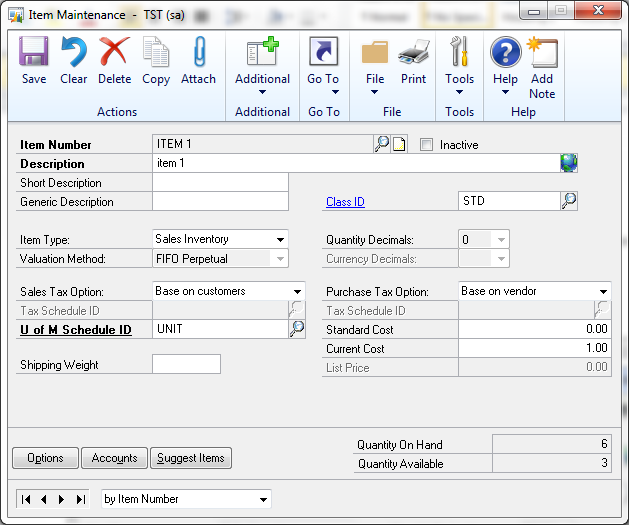 Item Maintenance - TST (sa)
Save Clear Delete Copy Attach Additional Go To File Print Tools Help Add Note
Actions Additional Go To File Tools Help
Item Number ITEM 1 Inactive
Description item 1
Short Description
Generic Description Class ID STD
Item Type: Sales Inventory Quantity Decimals: 0
Valuation Method: FIFO Perpetual Currency Decimals:
Sales Tax Option: Base on customers Purchase Tax Option: Base on vendor
Tax Schedule ID Tax Schedule ID
U of M Schedule ID UNIT Standard Cost 0.00
Current Cost 1.00
Shipping Weight List Price 0.00
Quantity On Hand 6
Options Accounts Suggest Items Quantity Available 3
by Item Number